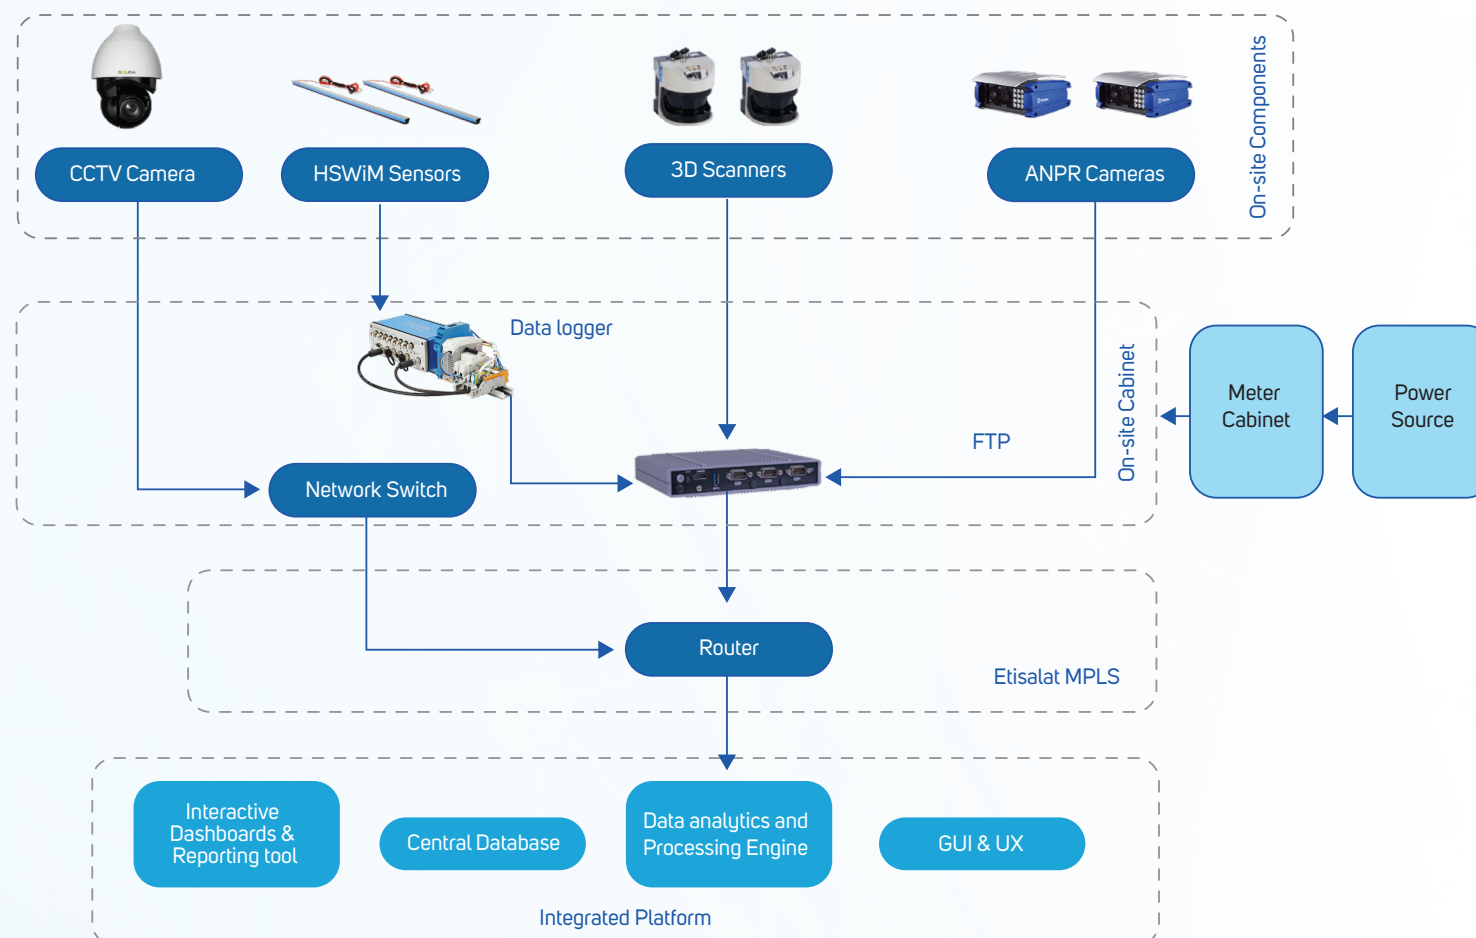 On-site Components
CCTV Camera
HSWiM Sensors
3D Scanners
ANPR Cameras
Data logger
On-site Cabinet
Meter
Cabinet
Power
Source
FTP
Network Switch
Router
Etisalat MPLS
Interactive
Dashboards &
Reporting tool
Central Database
Data analytics and
Processing Engine
GUI & UX
Integrated Platform